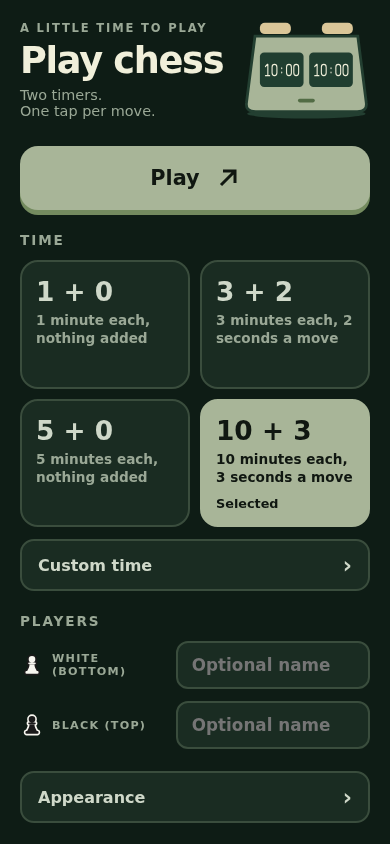 A LITTLE TIME TO PLAY
Play chess
Two timers.
One tap per move.
10:00 10:00
Play
TIME
1 + 0
1 minute each,
nothing added
3 + 2
3 minutes each, 2
seconds a move
5 + 0
5 minutes each,
nothing added
10 + 3
10 minutes each,
3 seconds a move
Selected
Custom time
PLAYERS
WHITE
(BOTTOM)
Optional name
BLACK (TOP)
Optional name
Appearance